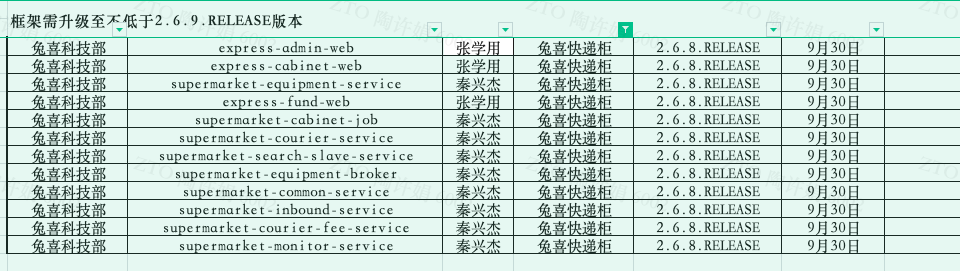 框架需升级至不低于2.6.9.RELEASE版本
兔喜科技部 express-admin-web 张学用 兔喜快递柜 2.6.8.RELEASE 9月30日
兔喜科技部 express-cabinet-web 张学用 兔喜快递柜 2.6.8.RELEASE 9月30日
兔喜科技部 supermarket-equipment-service 秦兴杰 兔喜快递柜 2.6.8.RELEASE 9月30日
兔喜科技部 express-fund-web 张学用 兔喜快递柜 2.6.8.RELEASE 9月30日
兔喜科技部 supermarket-cabinet-job 秦兴杰 兔喜快递柜 2.6.8.RELEASE 9月30日
兔喜科技部 supermarket-courier-service 秦兴杰 兔喜快递柜 2.6.8.RELEASE 9月30日
兔喜科技部 supermarket-search-slave-service 秦兴杰 兔喜快递柜 2.6.8.RELEASE 9月30日
兔喜科技部 supermarket-equipment-broker 秦兴杰 兔喜快递柜 2.6.8.RELEASE 9月30日
兔喜科技部 supermarket-common-service 秦兴杰 兔喜快递柜 2.6.8.RELEASE 9月30日
兔喜科技部 supermarket-inbound-service 秦兴杰 兔喜快递柜 2.6.8.RELEASE 9月30日
兔喜科技部 supermarket-courier-fee-service 秦兴杰 兔喜快递柜 2.6.8.RELEASE 9月30日
兔喜科技部 supermarket-monitor-service 秦兴杰 兔喜快递柜 2.6.8.RELEASE 9月30日